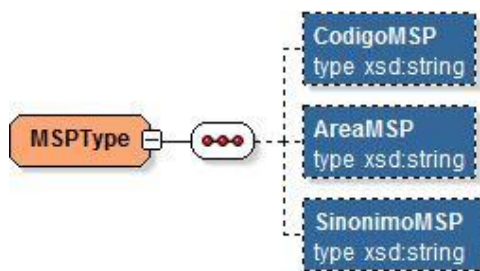 CodigoMSP
type xsd:string
MSPType
AreaMSP
type xsd:string
SinonimoMSP
type xsd:string